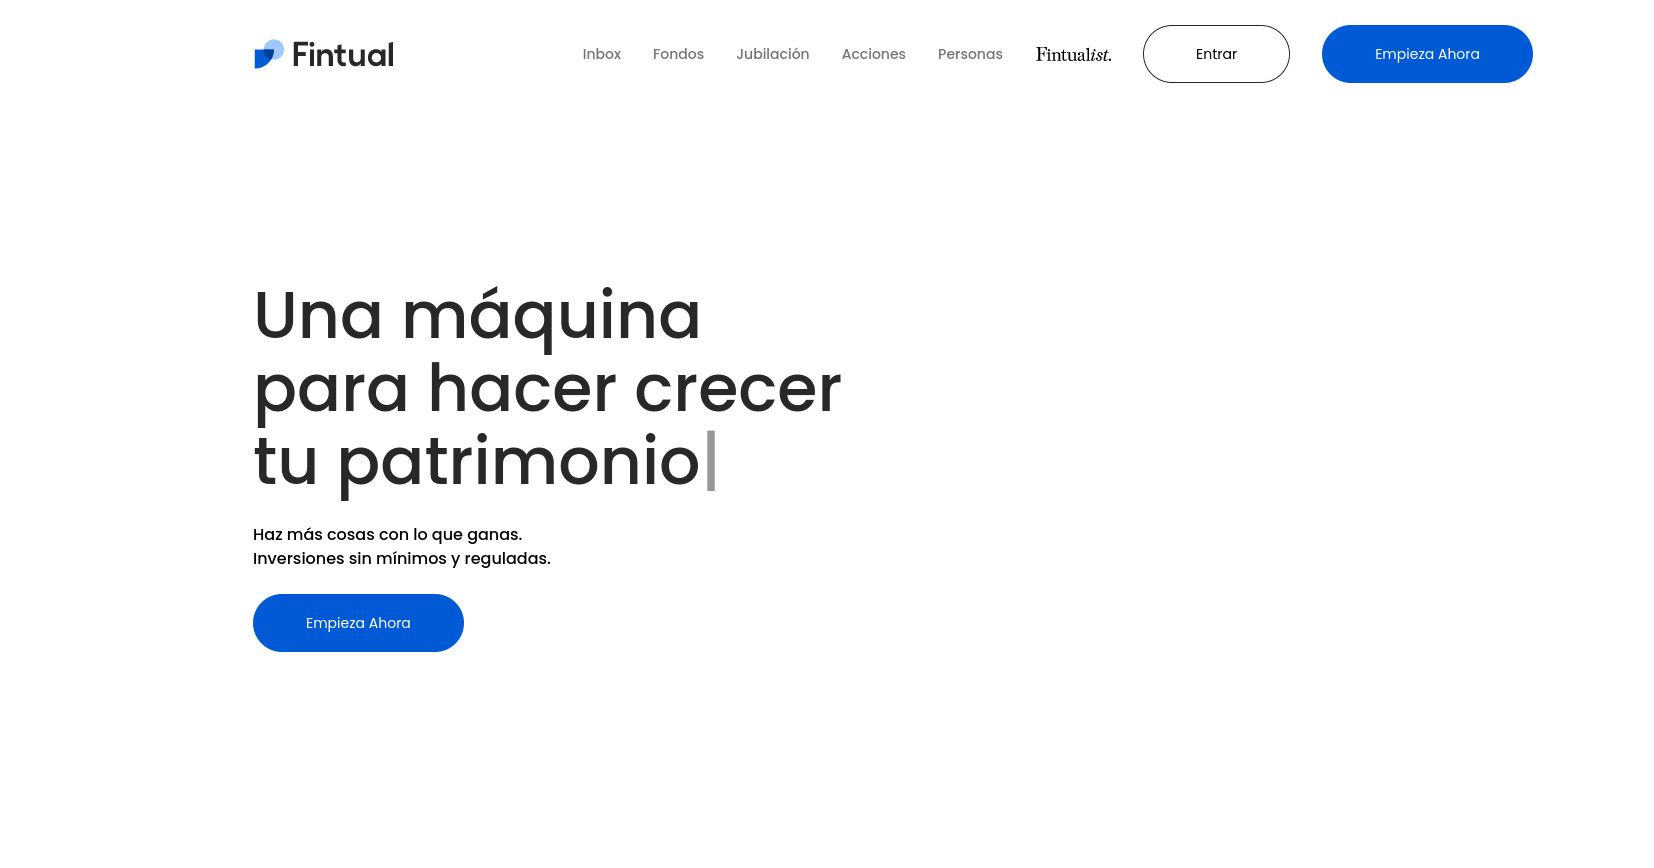 Fintual
Inbox
Fondos
Jubilación
Acciones
Personas
Fintualist.
Entrar
Empieza Ahora
Una máquina
para hacer crecer
tu patrimonio|
Haz más cosas con lo que ganas.
Inversiones sin mínimos y reguladas.
Empieza Ahora